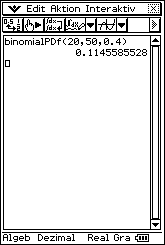 Edit Aktion Interaktiv
binomialPDf(20,50,0.4)
0.1145585528
Algeb Dezimal Real Gra